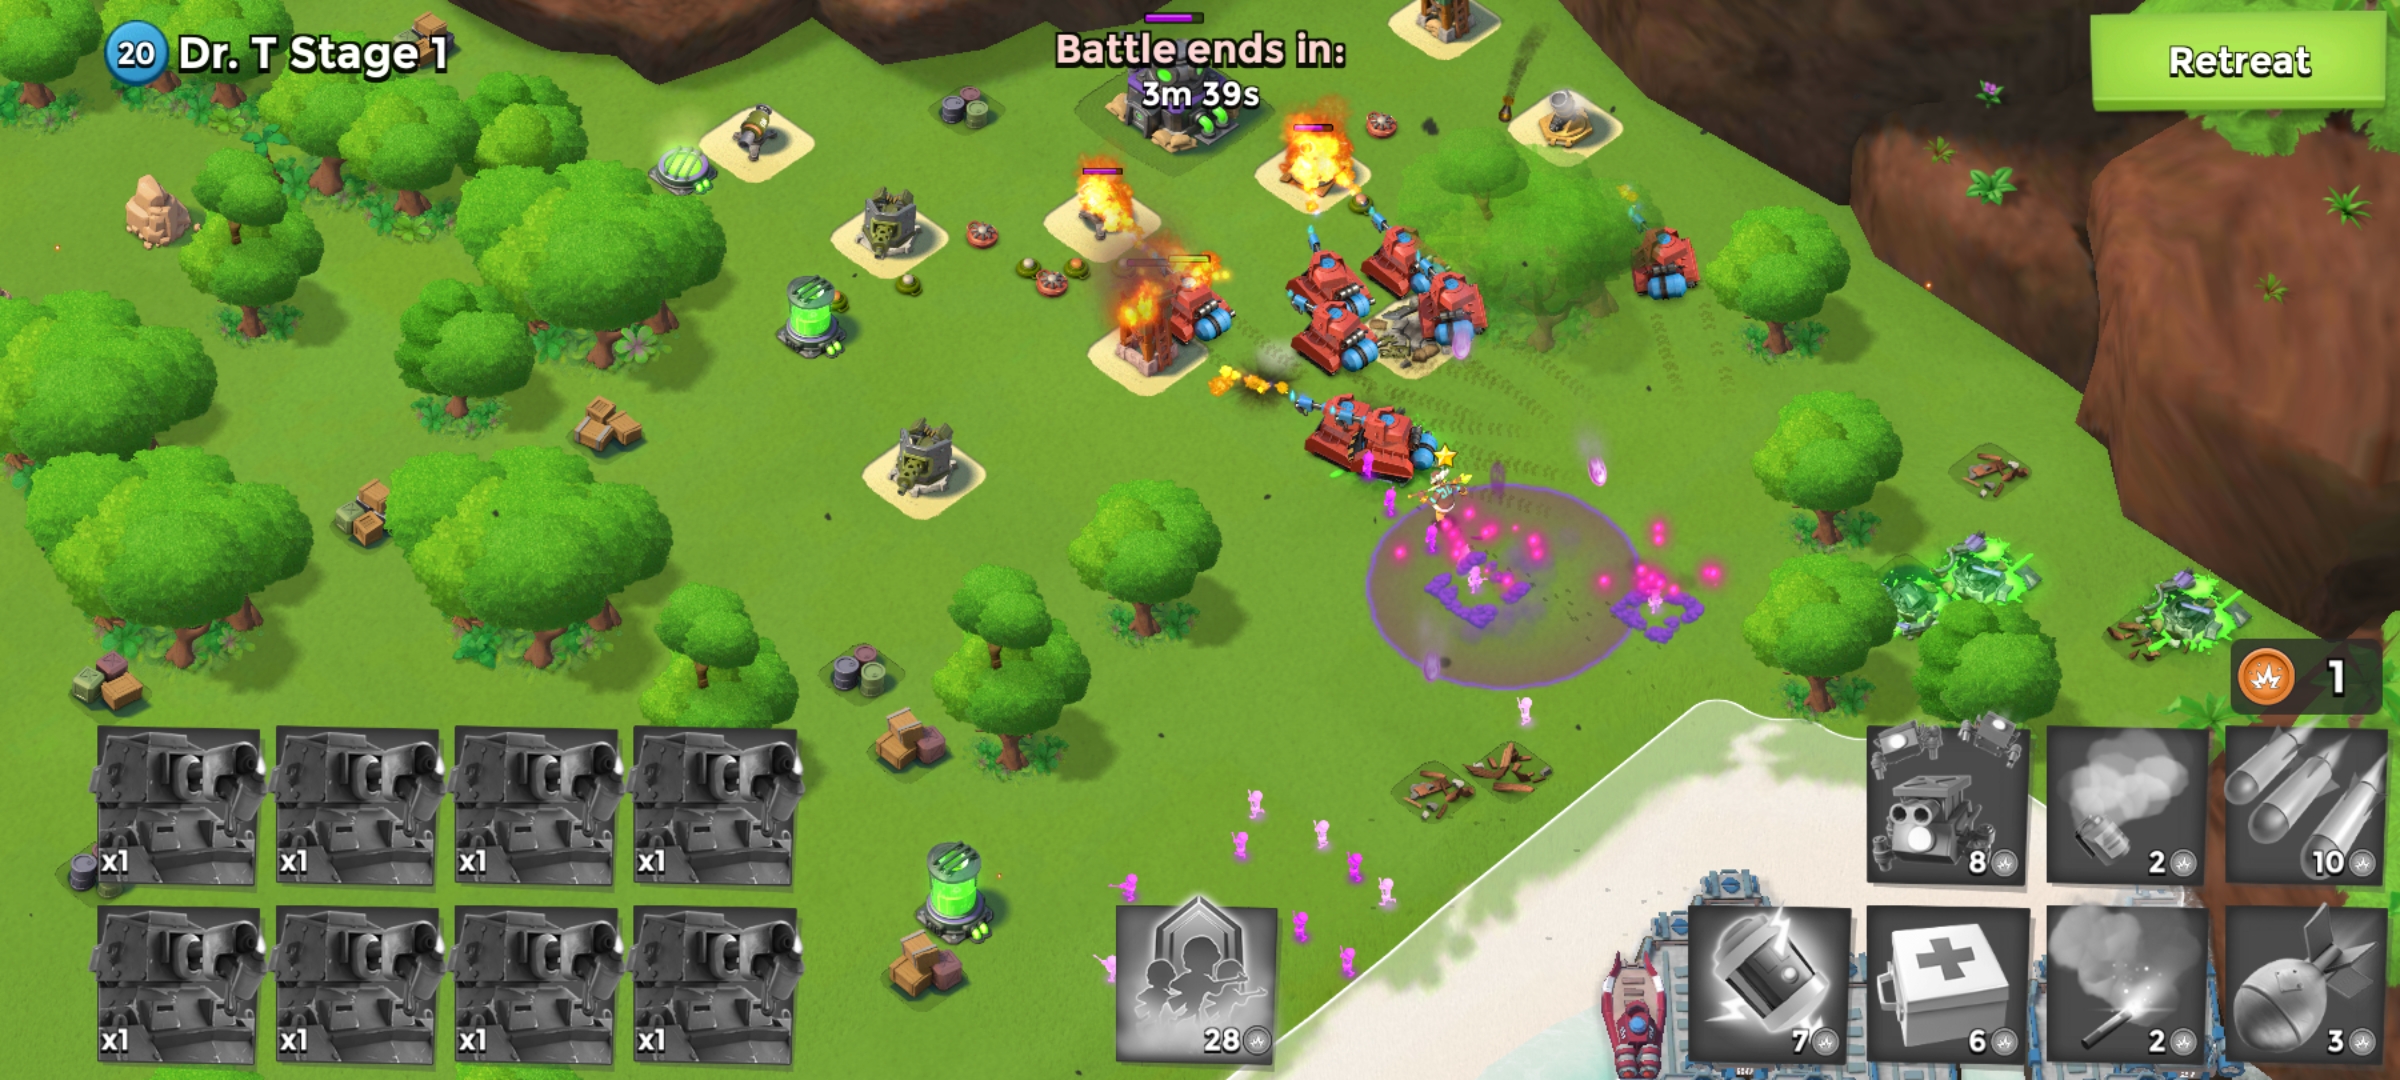 20 Dr. T Stage 1
Battle ends in:
3m 39s
Retreat
1
x1 x1 x1 x1
8 2 10
x1 x1 x1 x1
28 7 6 2 3